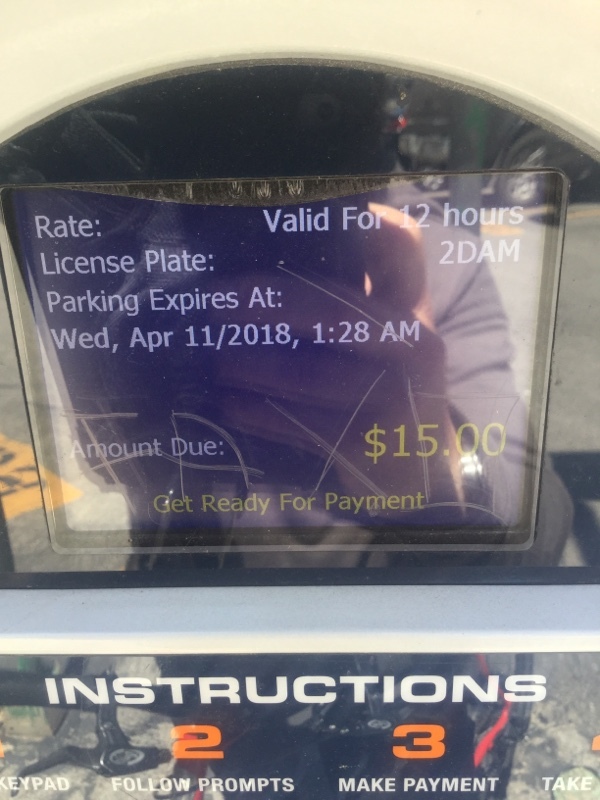 Rate: Valid For 12 hours
License Plate: 2DAM
Parking Expires At:
Wed, Apr 11/2018, 1:28 AM
Amount Due: $15.00
Get Ready For Payment
INSTRUCTIONS
2 3
KEYPAD FOLLOW PROMPTS MAKE PAYMENT TAKE